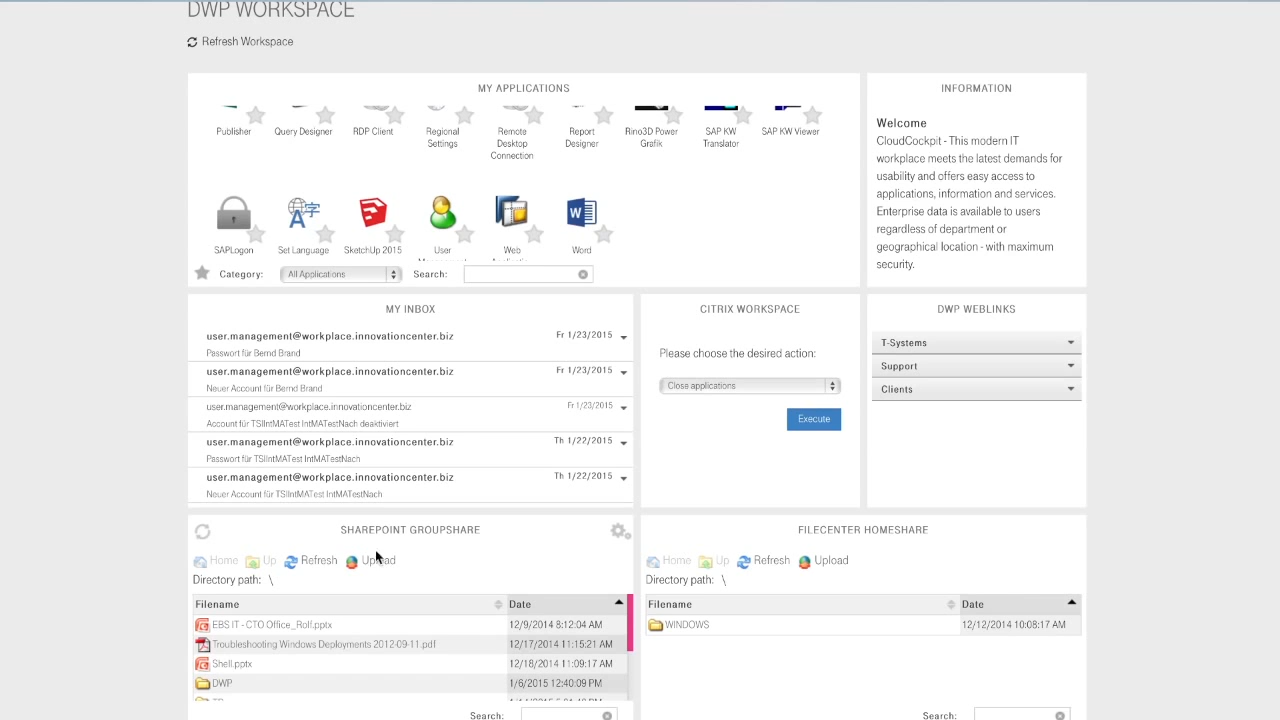 DWP WORKSPACE
Refresh Workspace
MY APPLICATIONS
Publisher
Query Designer
RDP Client
Regional
Settings
Remote
Desktop
Connection
Report
Designer
Rino3D Power
Grafik
SAP KW
Translator
SAP KW Viewer
SAPLogon
Set Language
SketchUp 2015
User
Web
Word
Category:
All Applications
Search:
INFORMATION
Welcome
CloudCockpit - This modern IT
workplace meets the latest demands for
usability and offers easy access to
applications, information and services.
Enterprise data is available to users
regardless of department or
geographical location - with maximum
security.
MY INBOX
user.management@workplace.innovationcenter.biz Fr 1/23/2015
Passwort für Bernd Brand
user.management@workplace.innovationcenter.biz Fr 1/23/2015
Neuer Account für Bernd Brand
user.management@workplace.innovationcenter.biz Fr 1/23/2015
Account für TSIIntMATest IntMATestNach deaktiviert
user.management@workplace.innovationcenter.biz Th 1/22/2015
Passwort für TSIIntMATest IntMATestNach
user.management@workplace.innovationcenter.biz Th 1/22/2015
Neuer Account für TSIIntMATest IntMATestNach
CITRIX WORKSPACE
Please choose the desired action:
Close applications
Execute
DWP WEBLINKS
T-Systems
Support
Clients
SHAREPOINT GROUPSHARE
Home Up Refresh Upload
Directory path: \
Filename Date
EBS IT - CTO Office_Rolf.pptx 12/9/2014 8:12:04 AM
Troubleshooting Windows Deployments 2012-09-11.pdf 12/17/2014 11:15:21 AM
Shell.pptx 12/18/2014 11:09:17 AM
DWP 1/6/2015 12:40:09 PM
Search:
FILECENTER HOMESHARE
Home Up Refresh Upload
Directory path: \
Filename Date
WINDOWS 12/12/2014 10:08:17 AM
Search: